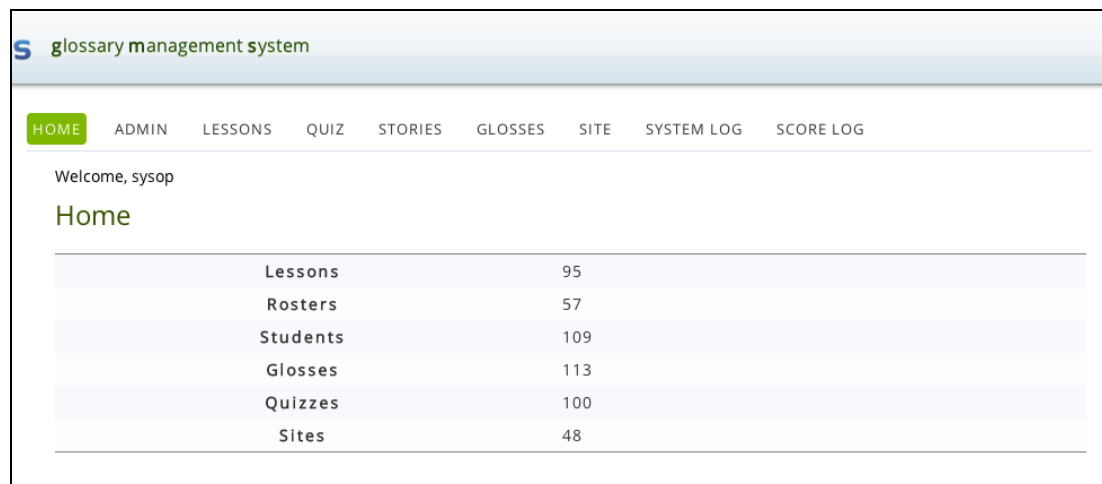 s glossary management system
HOME ADMIN LESSONS QUIZ STORIES GLOSSES SITE SYSTEM LOG SCORE LOG
Welcome, sysop
Home
Lessons 95
Rosters 57
Students 109
Glosses 113
Quizzes 100
Sites 48